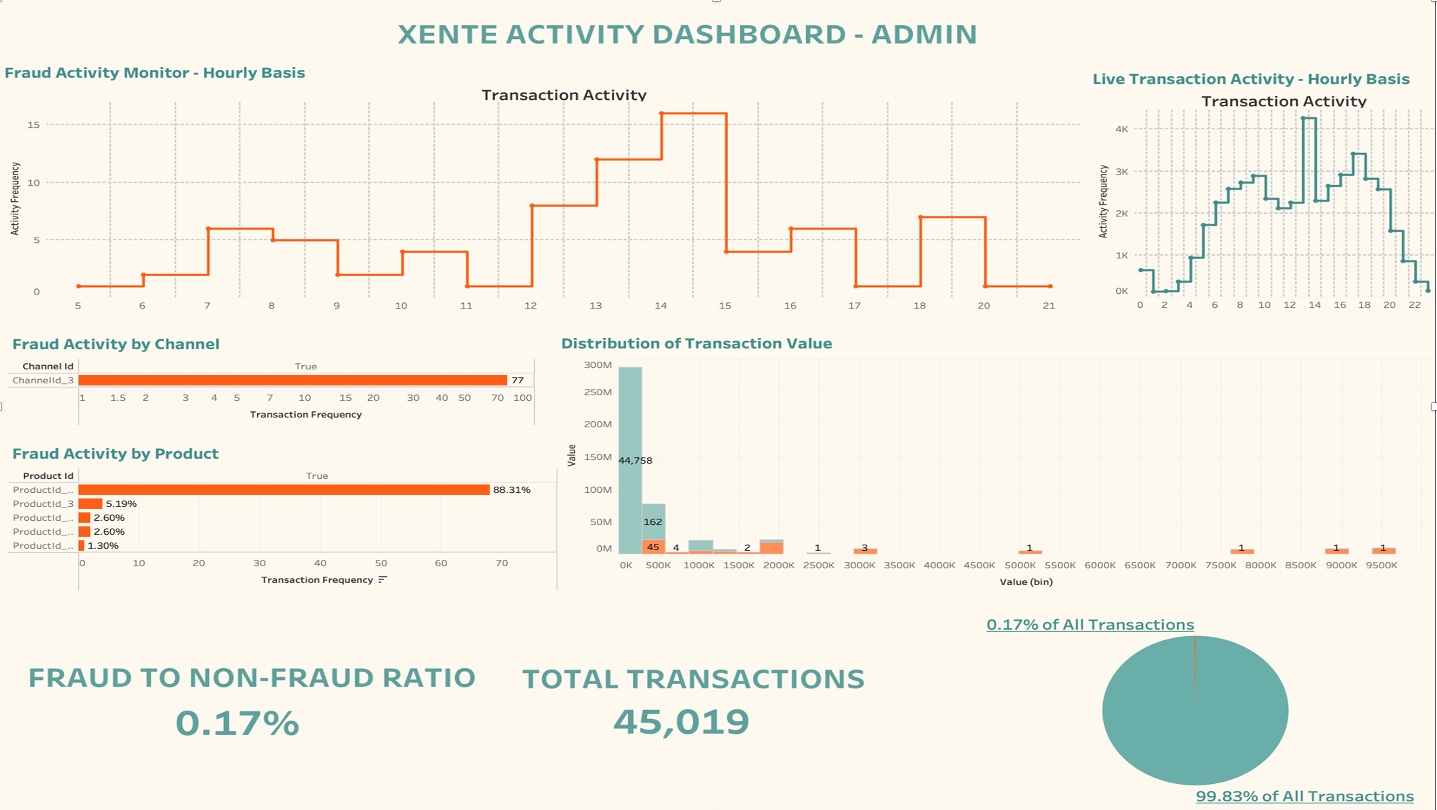 XENTE ACTIVITY DASHBOARD - ADMIN
Fraud Activity Monitor - Hourly Basis
Transaction Activity
Activity Frequency
15
10
5
0
5 6 7 8 9 10 11 12 13 14 15 16 17 18 20 21
Live Transaction Activity - Hourly Basis
Transaction Activity
Activity Frequency
4K
3K
2K
1K
0K
0 2 4 6 8 10 12 14 16 18 20 22
Fraud Activity by Channel
Channel Id True
ChannelId_3 77
1 1.5 2 3 4 5 7 10 15 20 30 40 50 70 100
Transaction Frequency
Fraud Activity by Product
Product Id True
ProductId_.. 88.31%
ProductId_3 5.19%
ProductId_.. 2.60%
ProductId_.. 2.60%
ProductId_.. 1.30%
0 10 20 30 40 50 60 70
Transaction Frequency
Distribution of Transaction Value
Value
300M
250M
200M
150M
100M
50M
0M
44,758
162
45 4 2 1 3 1 1 1 1
0K 500K 1000K 1500K 2000K 2500K 3000K 3500K 4000K 4500K 5000K 5500K 6000K 6500K 7000K 7500K 8000K 8500K 9000K 9500K
Value (bin)
FRAUD TO NON-FRAUD RATIO
0.17%
TOTAL TRANSACTIONS
45,019
0.17% of All Transactions
99.83% of All Transactions